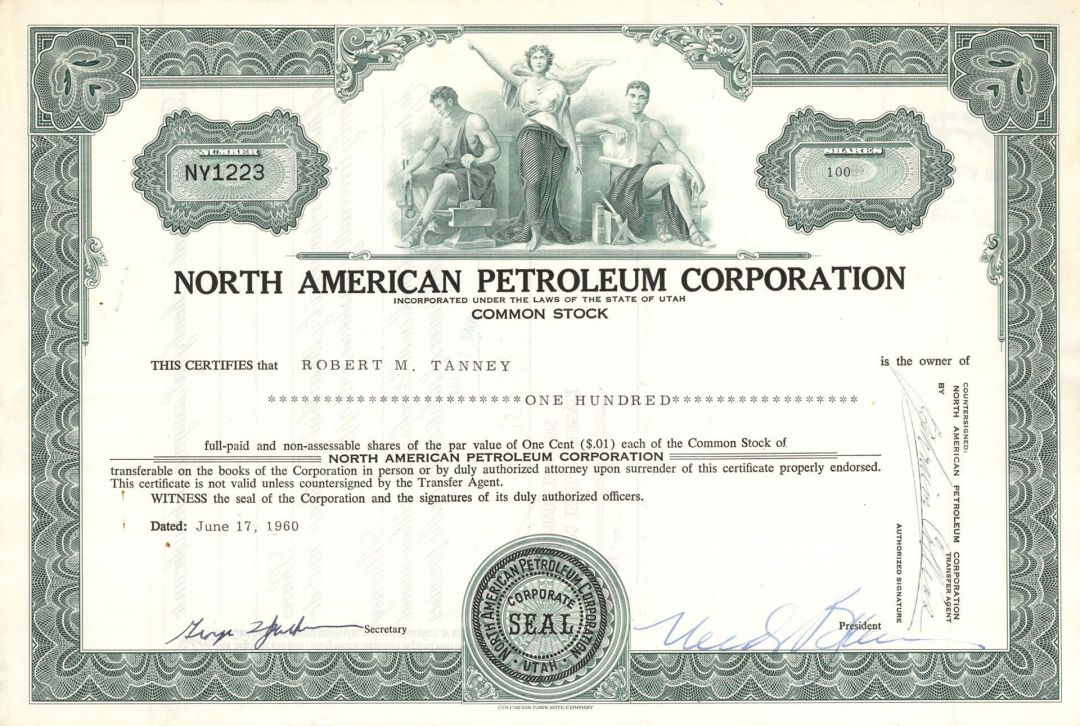 NUMBER
NY1223
SHARES
100
NORTH AMERICAN PETROLEUM CORPORATION
INCORPORATED UNDER THE LAWS OF THE STATE OF UTAH
COMMON STOCK
THIS CERTIFIES that ROBERT M. TANNEY is the owner of
**********************ONE HUNDRED****************
full-paid and non-assessable shares of the par value of One Cent ($.01) each of the Common Stock of
NORTH AMERICAN PETROLEUM CORPORATION
transferable on the books of the Corporation in person or by duly authorized attorney upon surrender of this certificate properly endorsed.
This certificate is not valid unless countersigned by the Transfer Agent.
WITNESS the seal of the Corporation and the signatures of its duly authorized officers.
Dated: June 17, 1960
COUNTERSIGNED:
NORTH AMERICAN PETROLEUM CORPORATION
TRANSFER AGENT
BY
AUTHORIZED SIGNATURE
Secretary
President
NORTH AMERICAN PETROLEUM CORPORATION
CORPORATE
SEAL
UTAH
COLUMBIAN BANK NOTE COMPANY